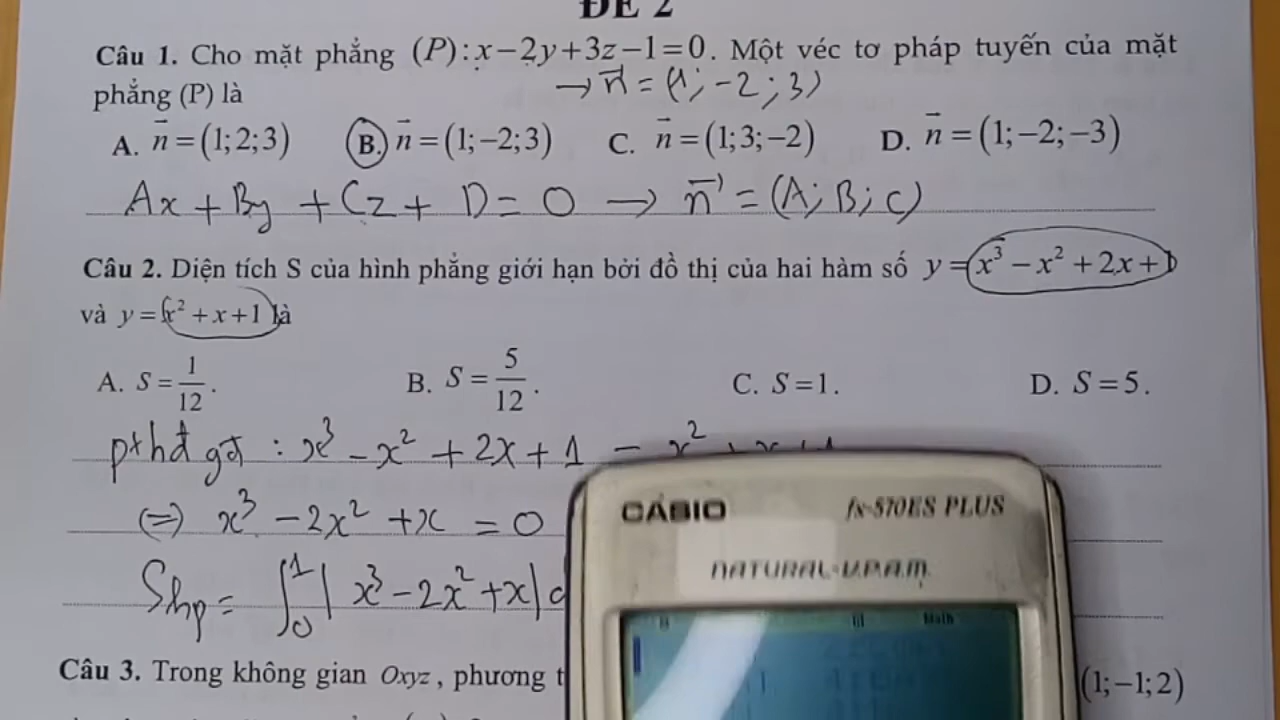 ĐỀ 2
Câu 1. Cho mặt phẳng (P): x−2y+3z−1=0. Một véc tơ pháp tuyến của mặt
phẳng (P) là → n⃗ = (1; −2; 3)
A. n⃗ = (1;2;3) B. n⃗ = (1;−2;3) C. n⃗ = (1;3;−2) D. n⃗ = (1;−2;−3)
Ax + By + Cz + D = 0 → n⃗ = (A; B; C)
Câu 2. Diện tích S của hình phẳng giới hạn bởi đồ thị của hai hàm số y = x³ − x² + 2x + 1
và y = x² + x + 1 là
A. S = 1/12. B. S = 5/12. C. S = 1. D. S = 5.
pthđ gđ : x³ − x² + 2x + 1 = x² + x + 1
⇔ x³ − 2x² + x = 0
Shp = ∫₀¹ | x³ − 2x² + x |
CASIO fx-570ES PLUS
NATURAL-V.P.A.M.
Math
Câu 3. Trong không gian Oxyz, phương (1;−1;2)